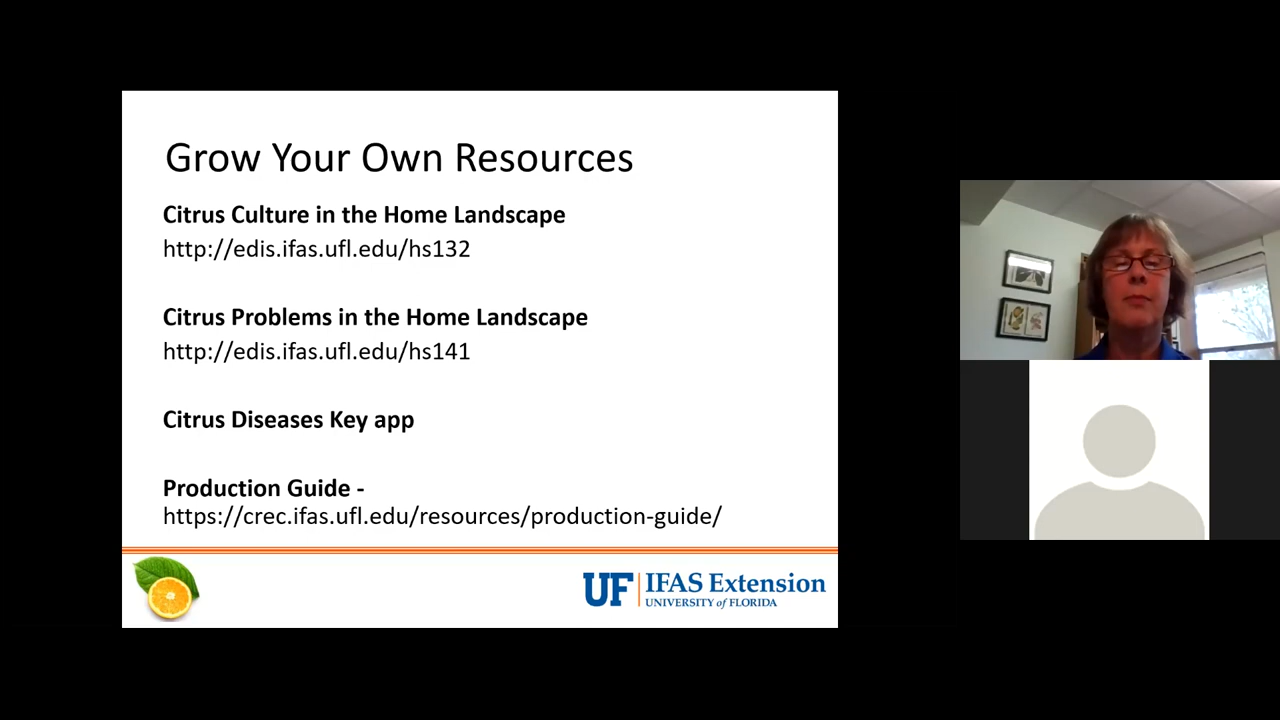 Grow Your Own Resources
Citrus Culture in the Home Landscape
http://edis.ifas.ufl.edu/hs132
Citrus Problems in the Home Landscape
http://edis.ifas.ufl.edu/hs141
Citrus Diseases Key app
Production Guide -
https://crec.ifas.ufl.edu/resources/production-guide/
UF IFAS Extension
UNIVERSITY of FLORIDA